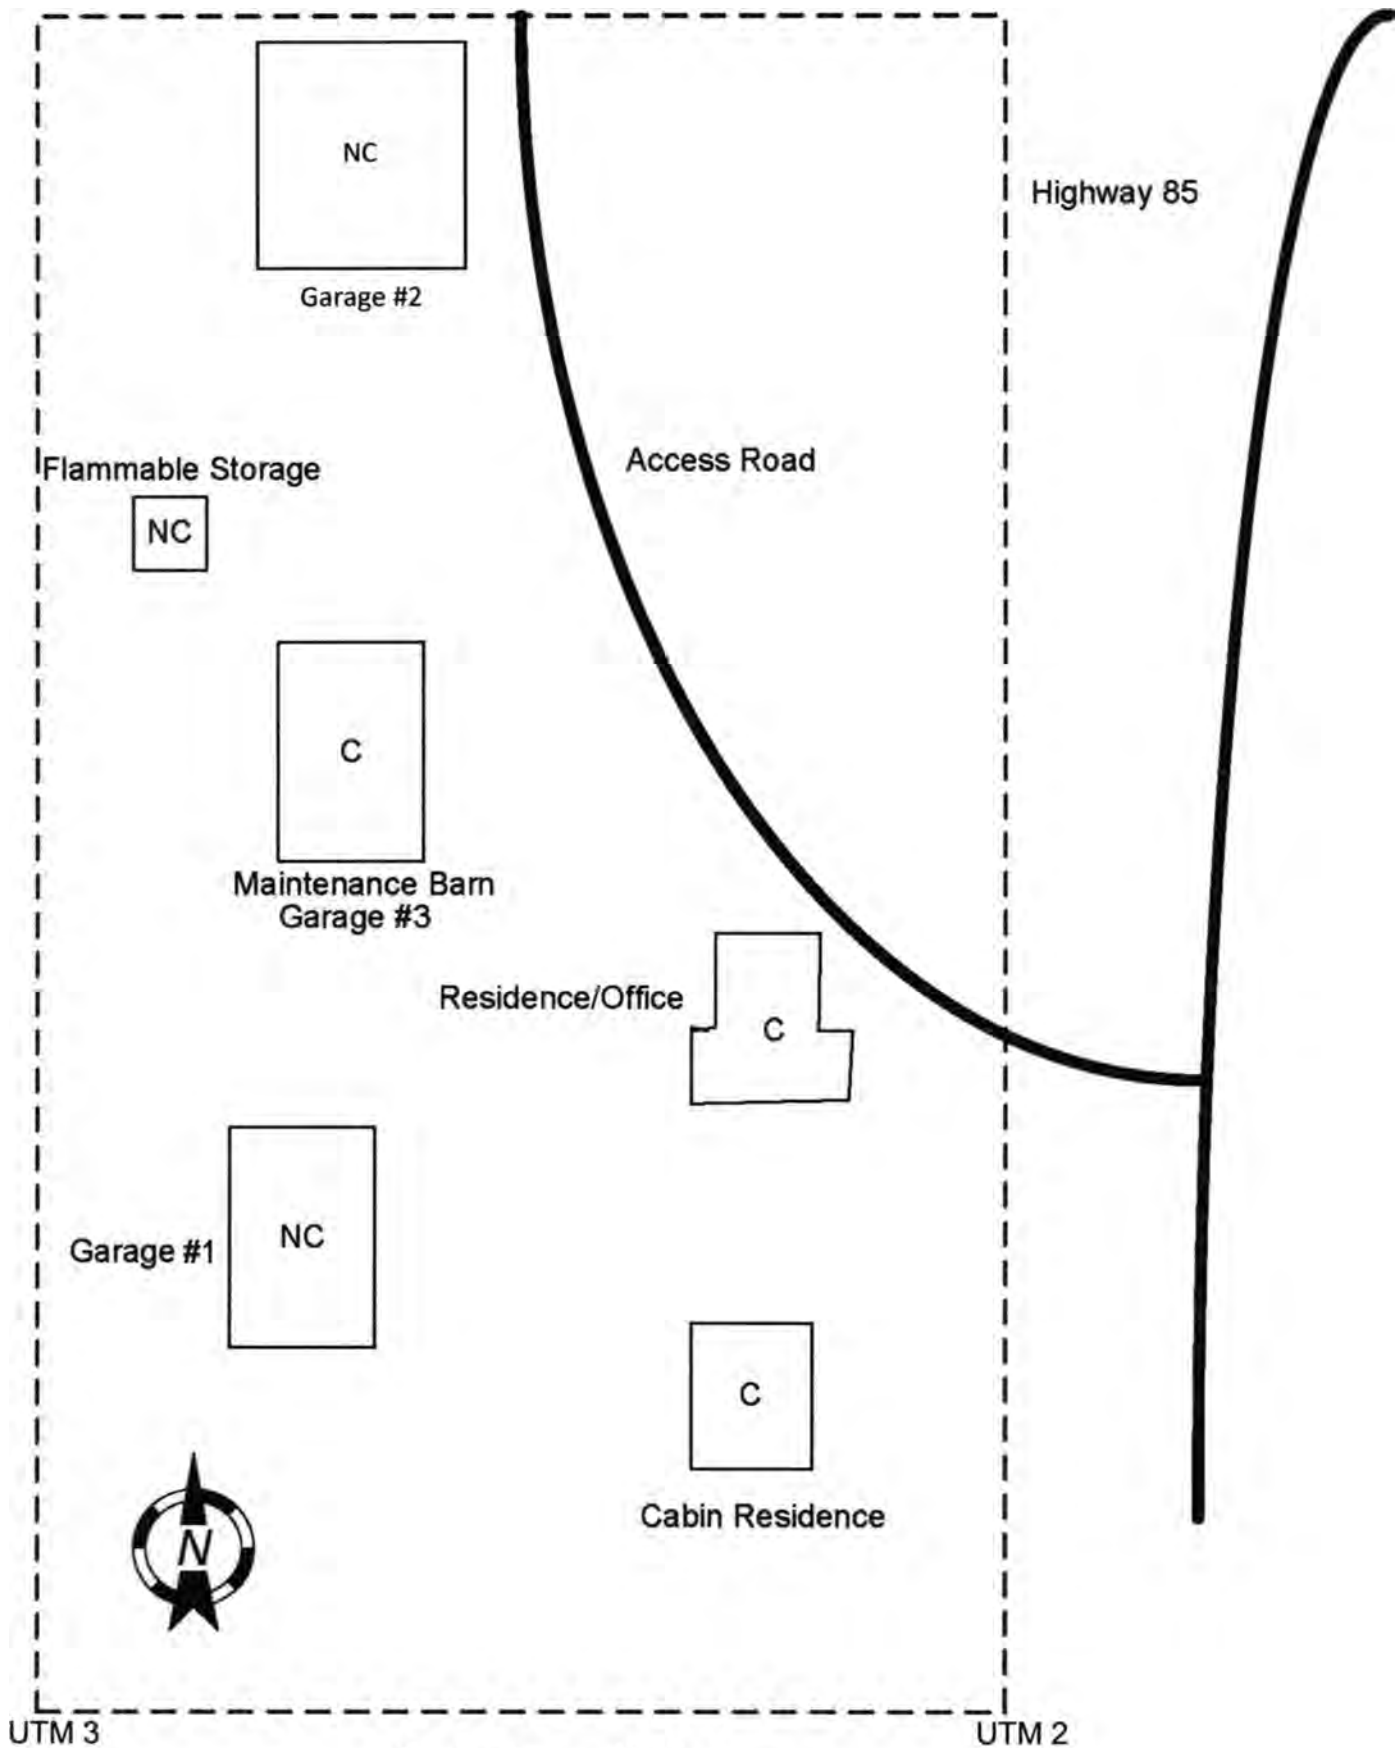 NC
Highway 85
Garage #2
Access Road
Flammable Storage
NC
C
Maintenance Barn
Garage #3
Residence/Office
C
NC
Garage #1
C
Cabin Residence
N
UTM 3
UTM 2